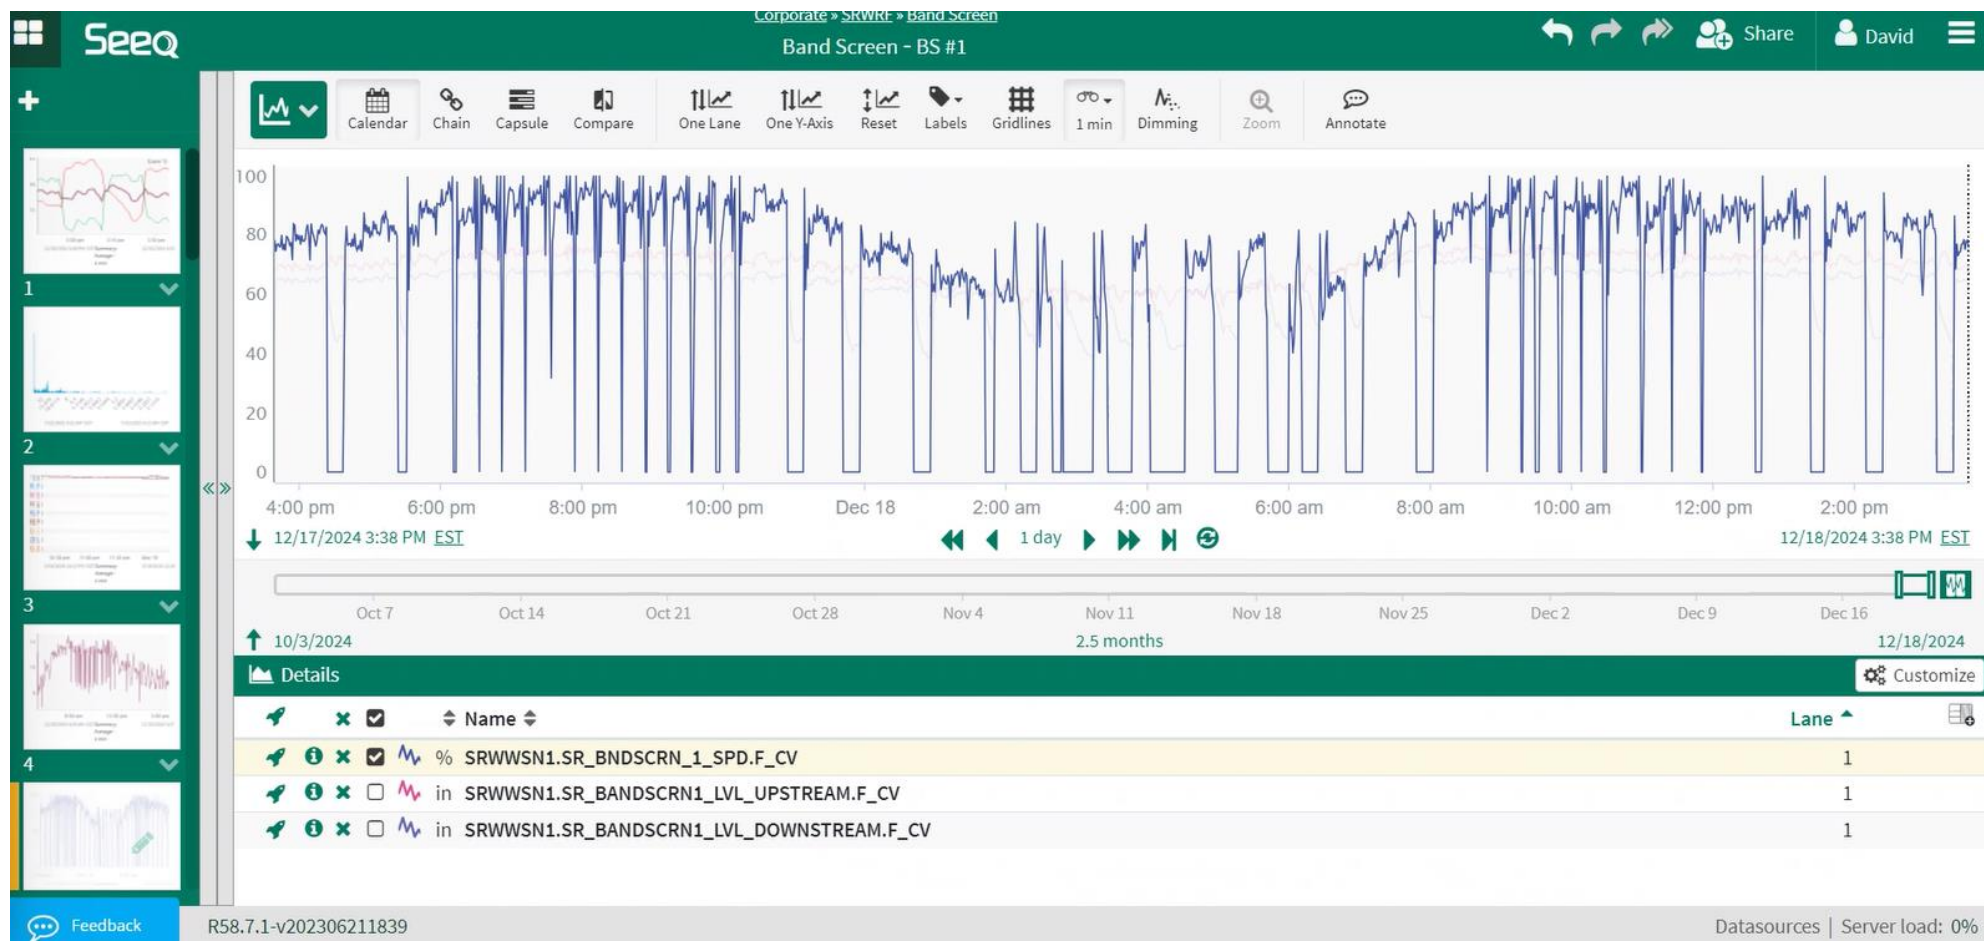 Corporate » SRWRF » Band Screen
Seeq
Band Screen - BS #1
Share
David
Calendar
Chain
Capsule
Compare
One Lane
One Y-Axis
Reset
Labels
Gridlines
1 min
Dimming
Zoom
Annotate
100
80
60
40
20
0
4:00 pm 6:00 pm 8:00 pm 10:00 pm Dec 18 2:00 am 4:00 am 6:00 am 8:00 am 10:00 am 12:00 pm 2:00 pm
12/17/2024 3:38 PM EST
1 day
12/18/2024 3:38 PM EST
Oct 7 Oct 14 Oct 21 Oct 28 Nov 4 Nov 11 Nov 18 Nov 25 Dec 2 Dec 9 Dec 16
10/3/2024
2.5 months
12/18/2024
1
2
3
4
Details
Customize
Name
Lane
% SRWWSN1.SR_BNDSCRN_1_SPD.F_CV 1
in SRWWSN1.SR_BANDSCRN1_LVL_UPSTREAM.F_CV 1
in SRWWSN1.SR_BANDSCRN1_LVL_DOWNSTREAM.F_CV 1
Feedback
R58.7.1-v202306211839
Datasources | Server load: 0%